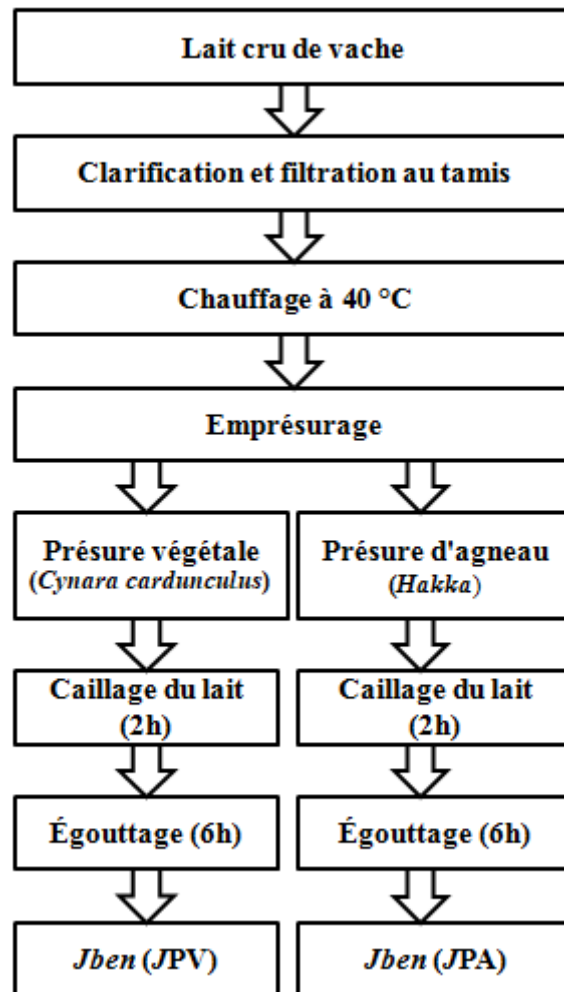 Lait cru de vache
Clarification et filtration au tamis
Chauffage à 40 °C
Emprésurage
Présure végétale
(Cynara cardunculus)
Présure d'agneau
(Hakka)
Caillage du lait
(2h)
Caillage du lait
(2h)
Égouttage (6h)
Égouttage (6h)
Jben (JPV)
Jben (JPA)